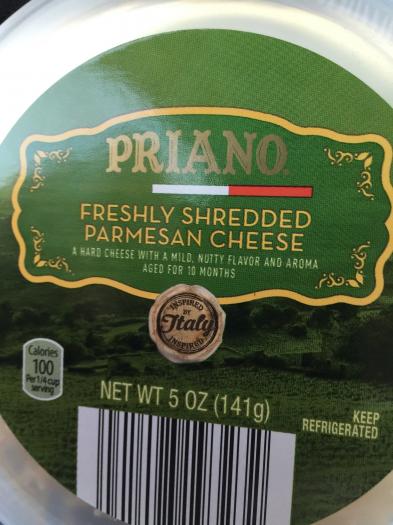 PRIANO
FRESHLY SHREDDED
PARMESAN CHEESE
A HARD CHEESE WITH A MILD, NUTTY FLAVOR AND AROMA
AGED FOR 10 MONTHS
INSPIRED
BY
Italy
INSPIRED
Calories
100
Per 1/4 cup
serving
NET WT 5 OZ (141g)
KEEP
REFRIGERATED